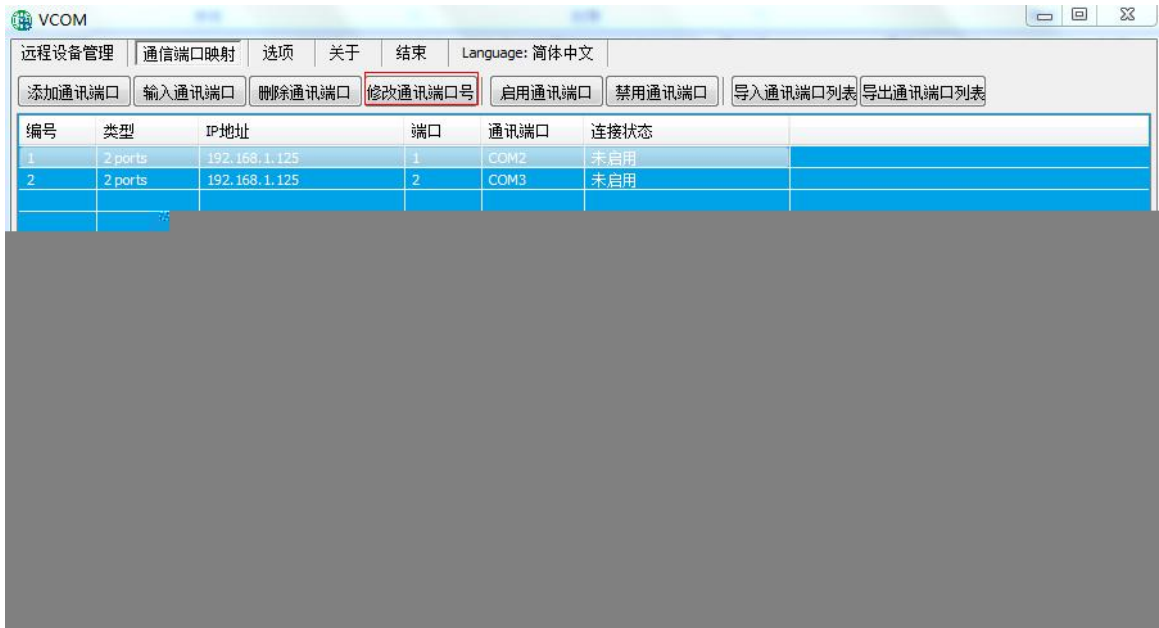 VCOM
远程设备管理 通信端口映射 选项 关于 结束 Language: 简体中文
添加通讯端口 输入通讯端口 删除通讯端口 修改通讯端口号 启用通讯端口 禁用通讯端口 导入通讯端口列表 导出通讯端口列表
编号 类型 IP地址 端口 通讯端口 连接状态
1 2 ports 192.168.1.125 1 COM2 未启用
2 2 ports 192.168.1.125 2 COM3 未启用